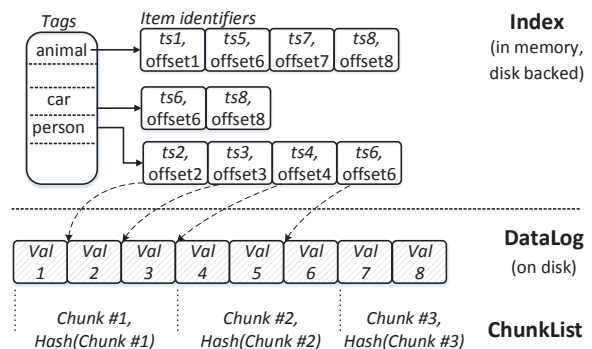 Tags
Item identifiers
Index
(in memory,
disk backed)
animal
ts1, ts5, ts7, ts8,
offset1 offset6 offset7 offset8
car
ts6, ts8,
offset6 offset8
person
ts2, ts3, ts4, ts6,
offset2 offset3 offset4 offset6
DataLog
(on disk)
Val Val Val Val Val Val Val Val
1 2 3 4 5 6 7 8
Chunk #1, Chunk #2, Chunk #3,
Hash(Chunk #1) Hash(Chunk #2) Hash(Chunk #3)
ChunkList